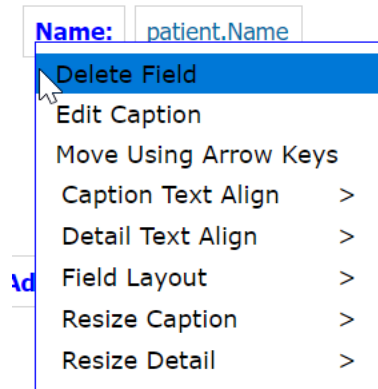 Name: patient.Name
Delete Field
Edit Caption
Move Using Arrow Keys
Caption Text Align >
Detail Text Align >
Ad
Field Layout >
Resize Caption >
Resize Detail >